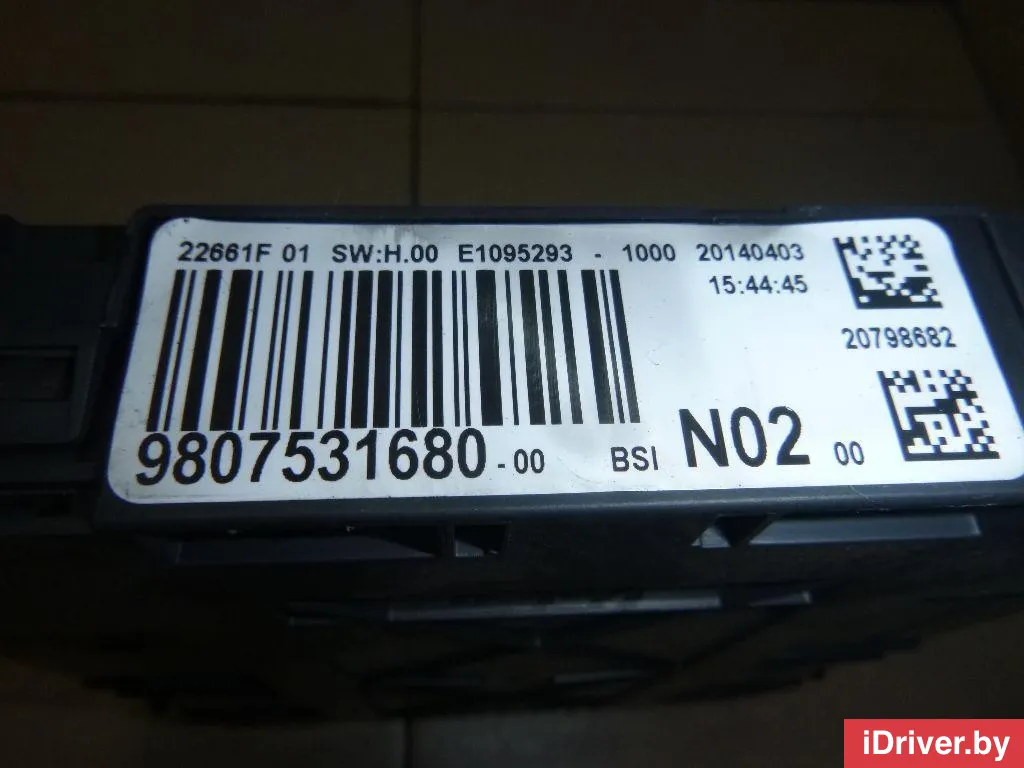 22661F 01 SW:H.00 E1095293 - 1000 20140403
15:44:45
20798682
9807531680-00 BSI N02 00
iDriver.by